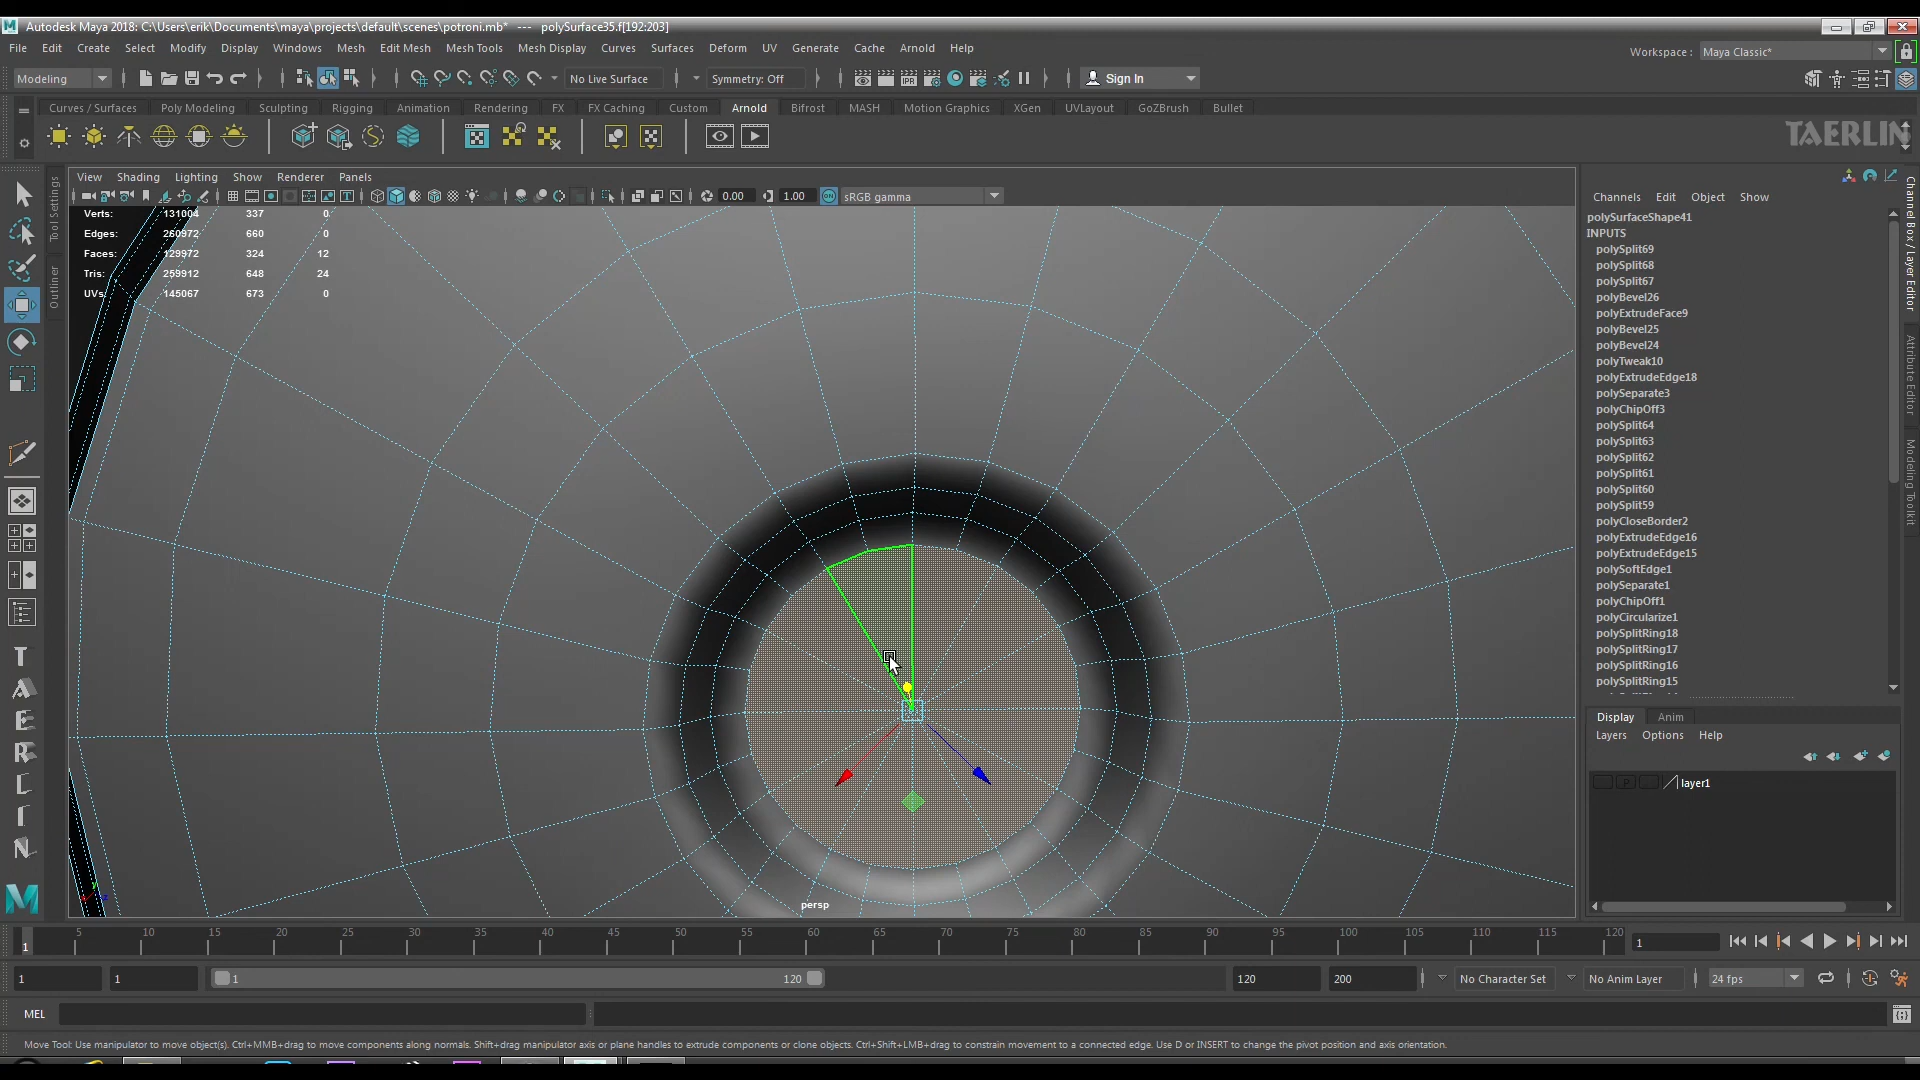 Autodesk Maya 2018: C:\Users\erik\Documents\maya\projects\default\scenes\potroni.mb*   ---   polySurface35.f[192:203]
File Edit Create Select Modify Display Windows Mesh Edit Mesh Mesh Tools Mesh Display Curves Surfaces Deform UV Generate Cache Arnold Help
Workspace : Maya Classic*
Modeling No Live Surface Symmetry: Off Sign In
Curves / Surfaces Poly Modeling Sculpting Rigging Animation Rendering FX FX Caching Custom Arnold Bifrost MASH Motion Graphics XGen UVLayout GoZBrush Bullet
TAERLIN
View Shading Lighting Show Renderer Panels
0.00 1.00 sRGB gamma
Verts: 131004 337 0
Edges: 260972 660 0
Faces: 129972 324 12
Tris: 259912 648 24
UVs: 145067 673 0
persp
Tool Settings
Outliner
Channels Edit Object Show
polySurfaceShape41
INPUTS
polySplit69
polySplit68
polySplit67
polyBevel26
polyExtrudeFace9
polyBevel25
polyBevel24
polyTweak10
polyExtrudeEdge18
polySeparate3
polyChipOff3
polySplit64
polySplit63
polySplit62
polySplit61
polySplit60
polySplit59
polyCloseBorder2
polyExtrudeEdge16
polyExtrudeEdge15
polySoftEdge1
polySeparate1
polyChipOff1
polyCircularize1
polySplitRing18
polySplitRing17
polySplitRing16
polySplitRing15
Channel Box / Layer Editor
Attribute Editor
Modeling Toolkit
Display Anim
Layers Options Help
P layer1
1 5 10 15 20 25 30 35 40 45 50 55 60 65 70 75 80 85 90 95 100 105 110 115 120 1
1 1 1 120 120 200 No Character Set No Anim Layer 24 fps
MEL
Move Tool: Use manipulator to move object(s). Ctrl+MMB+drag to move components along normals. Shift+drag manipulator axis or plane handles to extrude components or clone objects. Ctrl+Shift+LMB+drag to constrain movement to a connected edge. Use D or INSERT to change the pivot position and axis orientation.